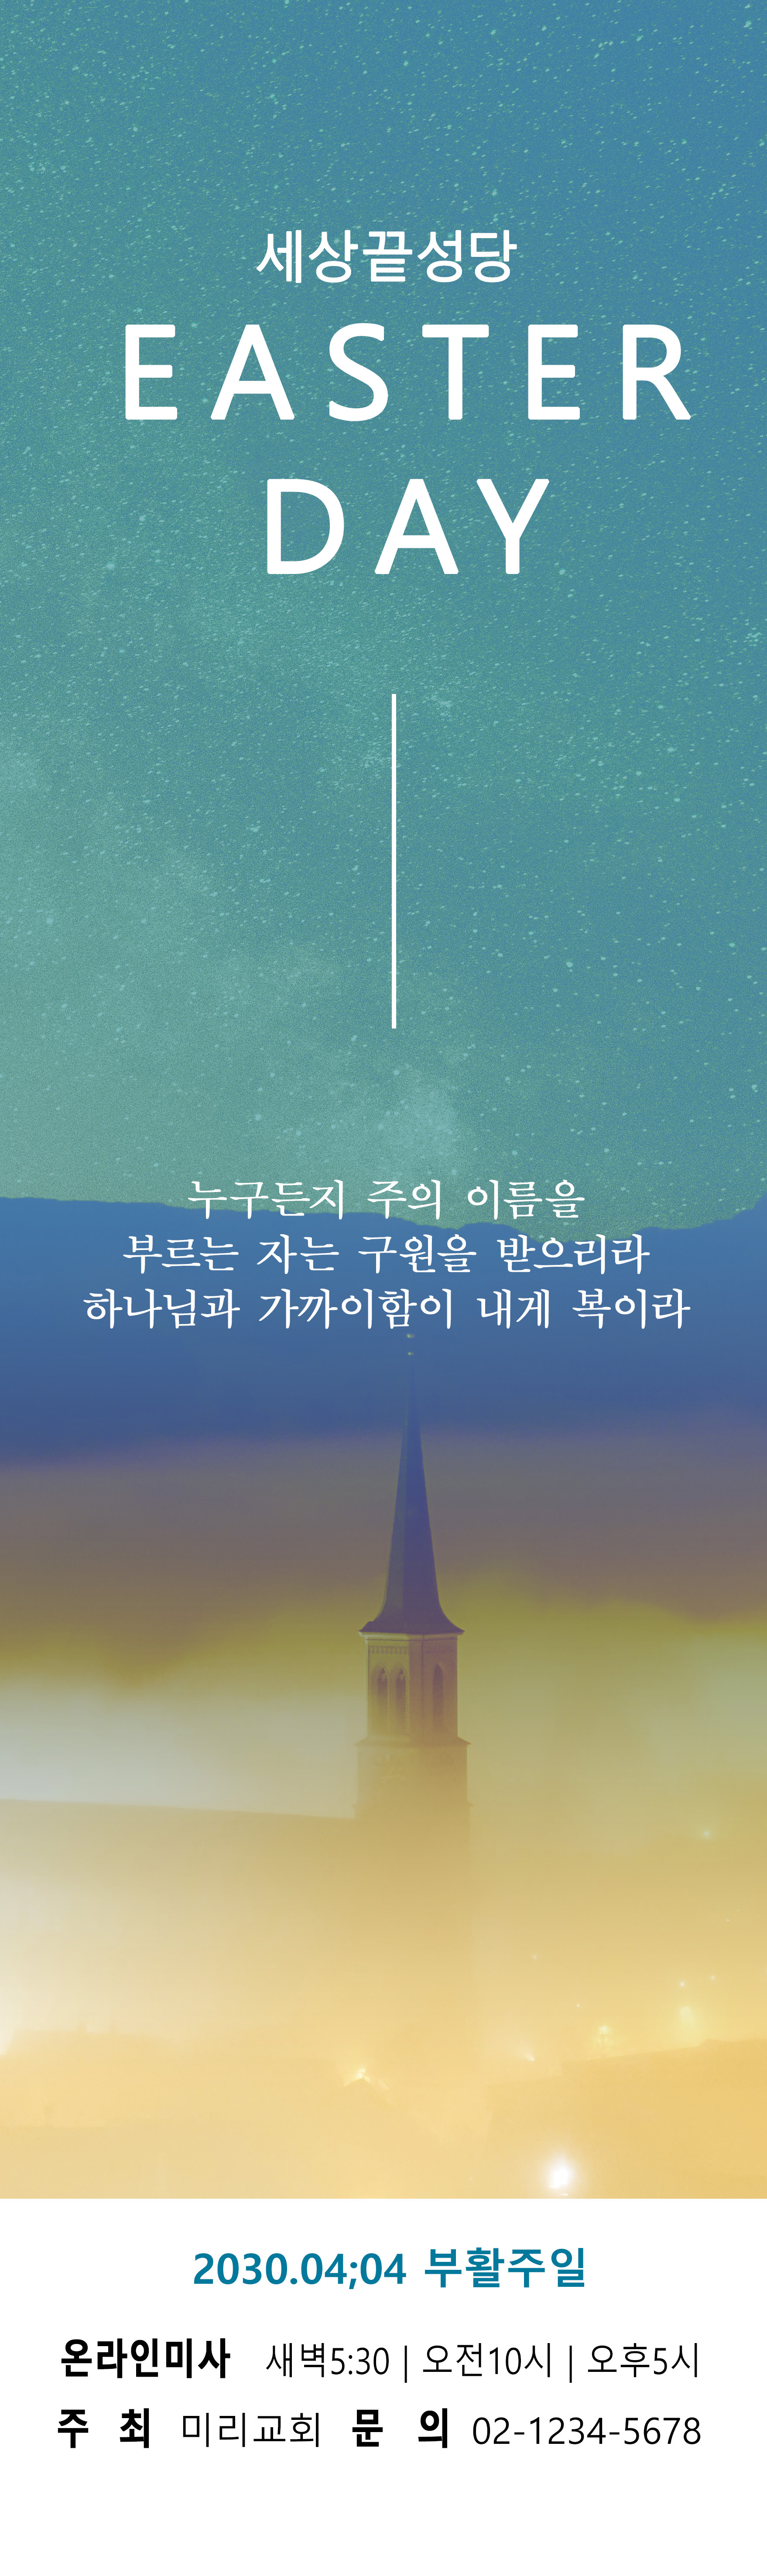 세상끝성당
EASTER
DAY
누구든지 주의 이름을
부르는 자는 구원을 받으리라
하나님과 가까이함이 내게 복이라
2030.04;04 부활주일
온라인미사 새벽5:30 | 오전10시 | 오후5시
주 최 미리교회 문 의 02-1234-5678